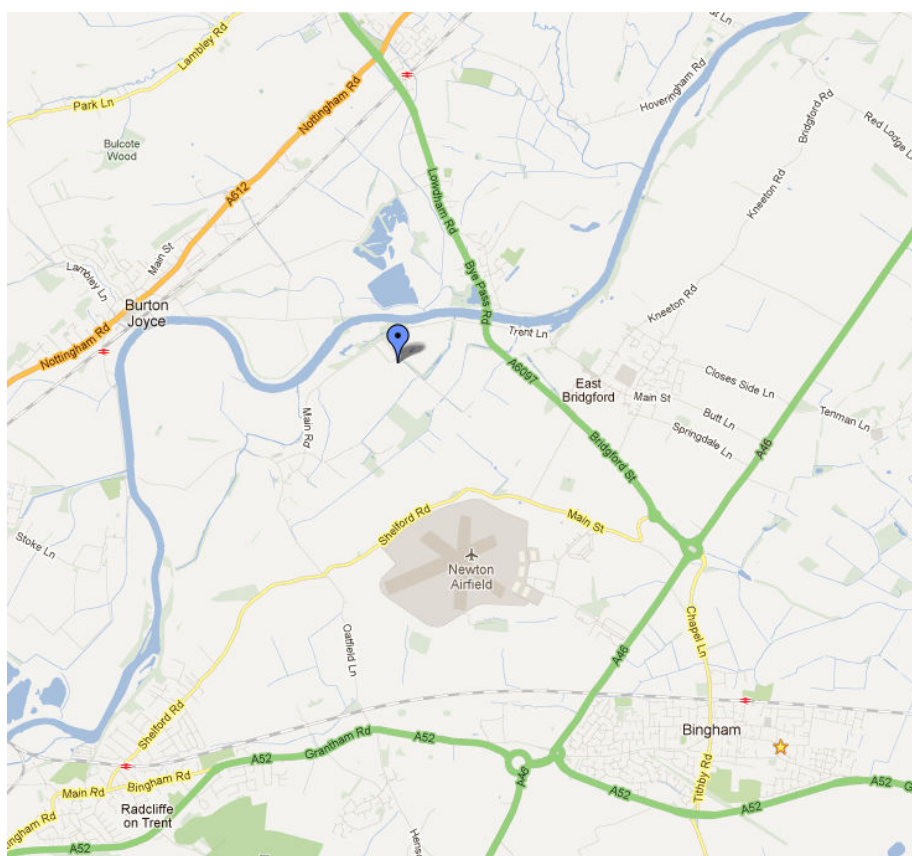 Lambley Rd
Park Ln
Nottingham Rd
Nottingham Rd
Hoveringham Rd
Bridgford Rd
Red Lodge
Bulcote
Wood
A612
Lowdham Rd
Kneeton Rd
Main St
Lambley Ln
Bye Pass Rd
Burton
Joyce
Kneeton Rd
Trent Ln
Nottingham Rd
A6097
Closes Side Ln
East
Bridgford
Main St
Butt Ln
Tenman Ln
Main Rd
Springdale Ln
Bridgford St
A46
Shelford Rd
Main St
Stoke Ln
Newton
Airfield
Chapel Ln
Oatfield Ln
A46
Shelford Rd
Bingham
Grantham Rd
A52
A52
A46
Bingham Rd
Main Rd
Tithby Rd
A52
A52
A52
Radcliffe
on Trent
A52